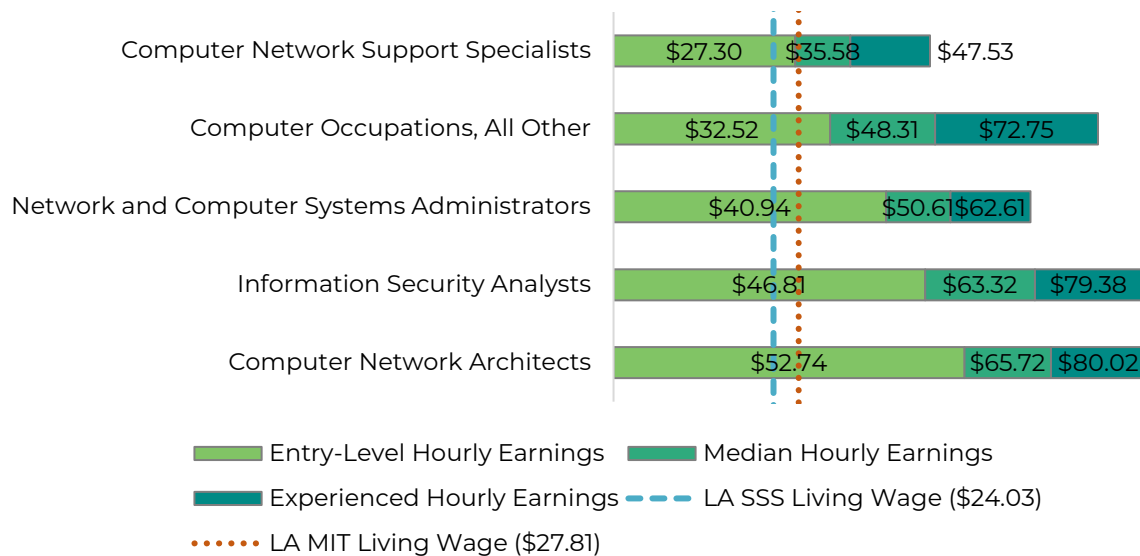 Computer Network Support Specialists $27.30 $35.58 $47.53
Computer Occupations, All Other $32.52 $48.31 $72.75
Network and Computer Systems Administrators $40.94 $50.61 $62.61
Information Security Analysts $46.81 $63.32 $79.38
Computer Network Architects $52.74 $65.72 $80.02
Entry-Level Hourly Earnings Median Hourly Earnings
Experienced Hourly Earnings LA SSS Living Wage ($24.03)
LA MIT Living Wage ($27.81)